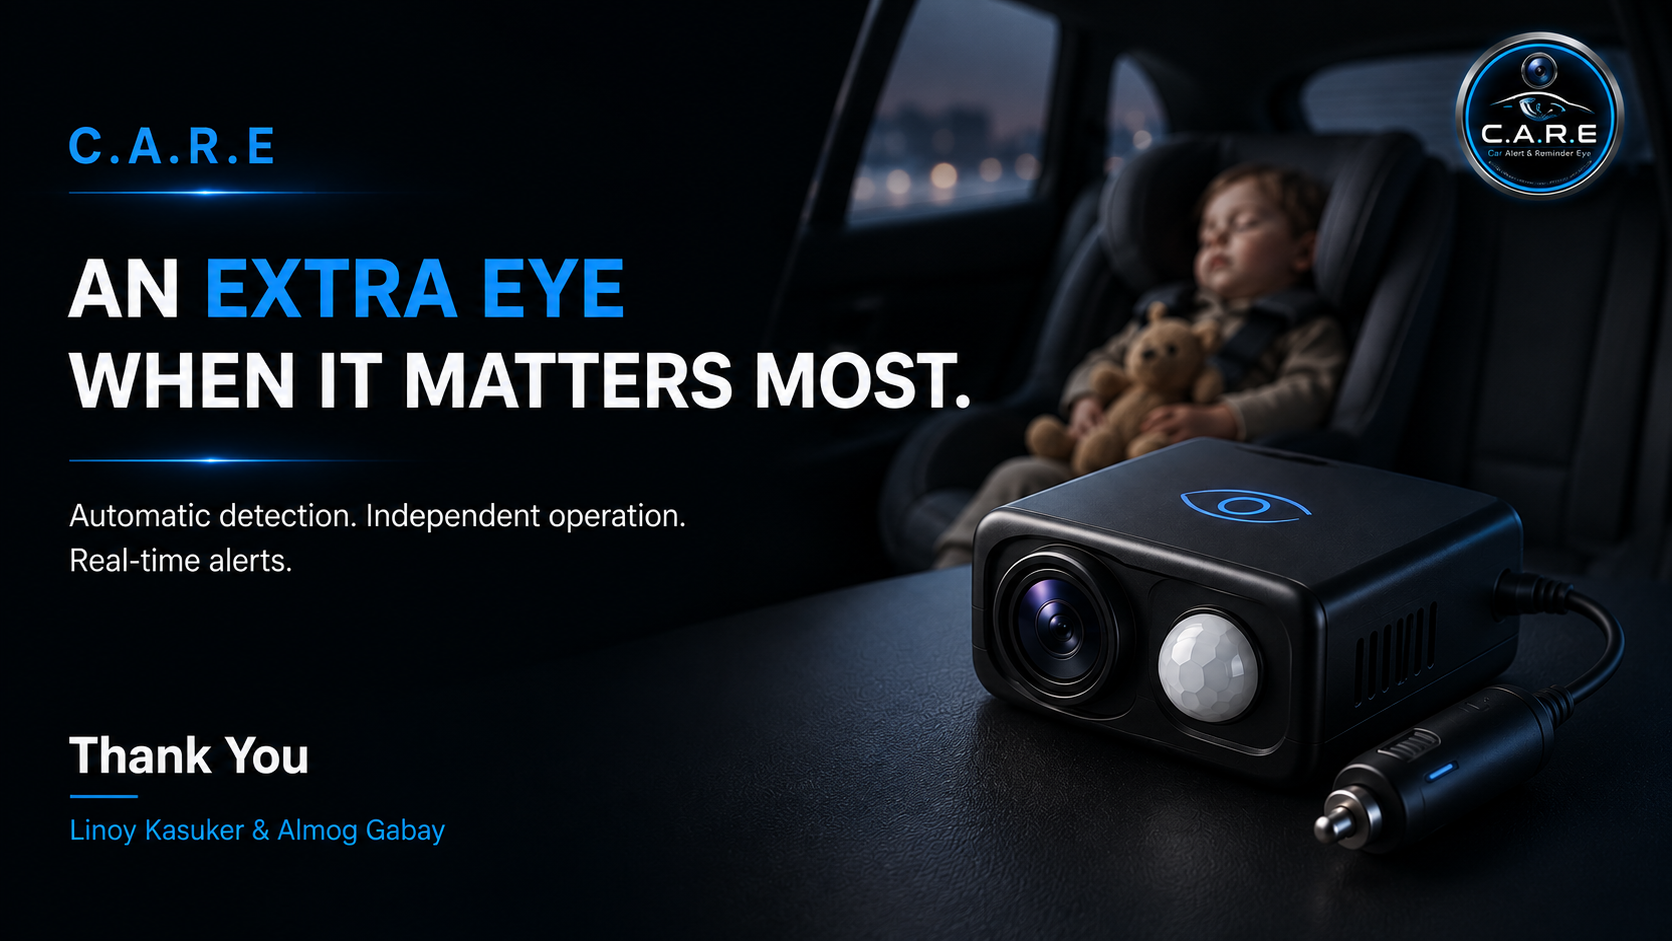 C.A.R.E
AN EXTRA EYE
WHEN IT MATTERS MOST.
Automatic detection. Independent operation.
Real-time alerts.
Thank You
Linoy Kasuker & Almog Gabay
C.A.R.E
Car Alert & Reminder Eye